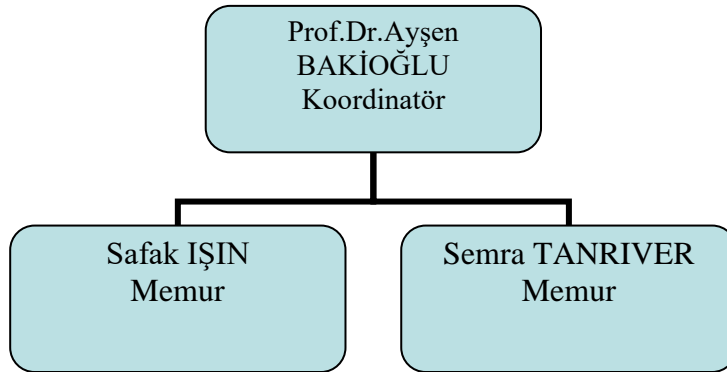 Prof.Dr.Ayşen
BAKİOĞLU
Koordinatör
Safak IŞIN
Memur
Semra TANRIVER
Memur